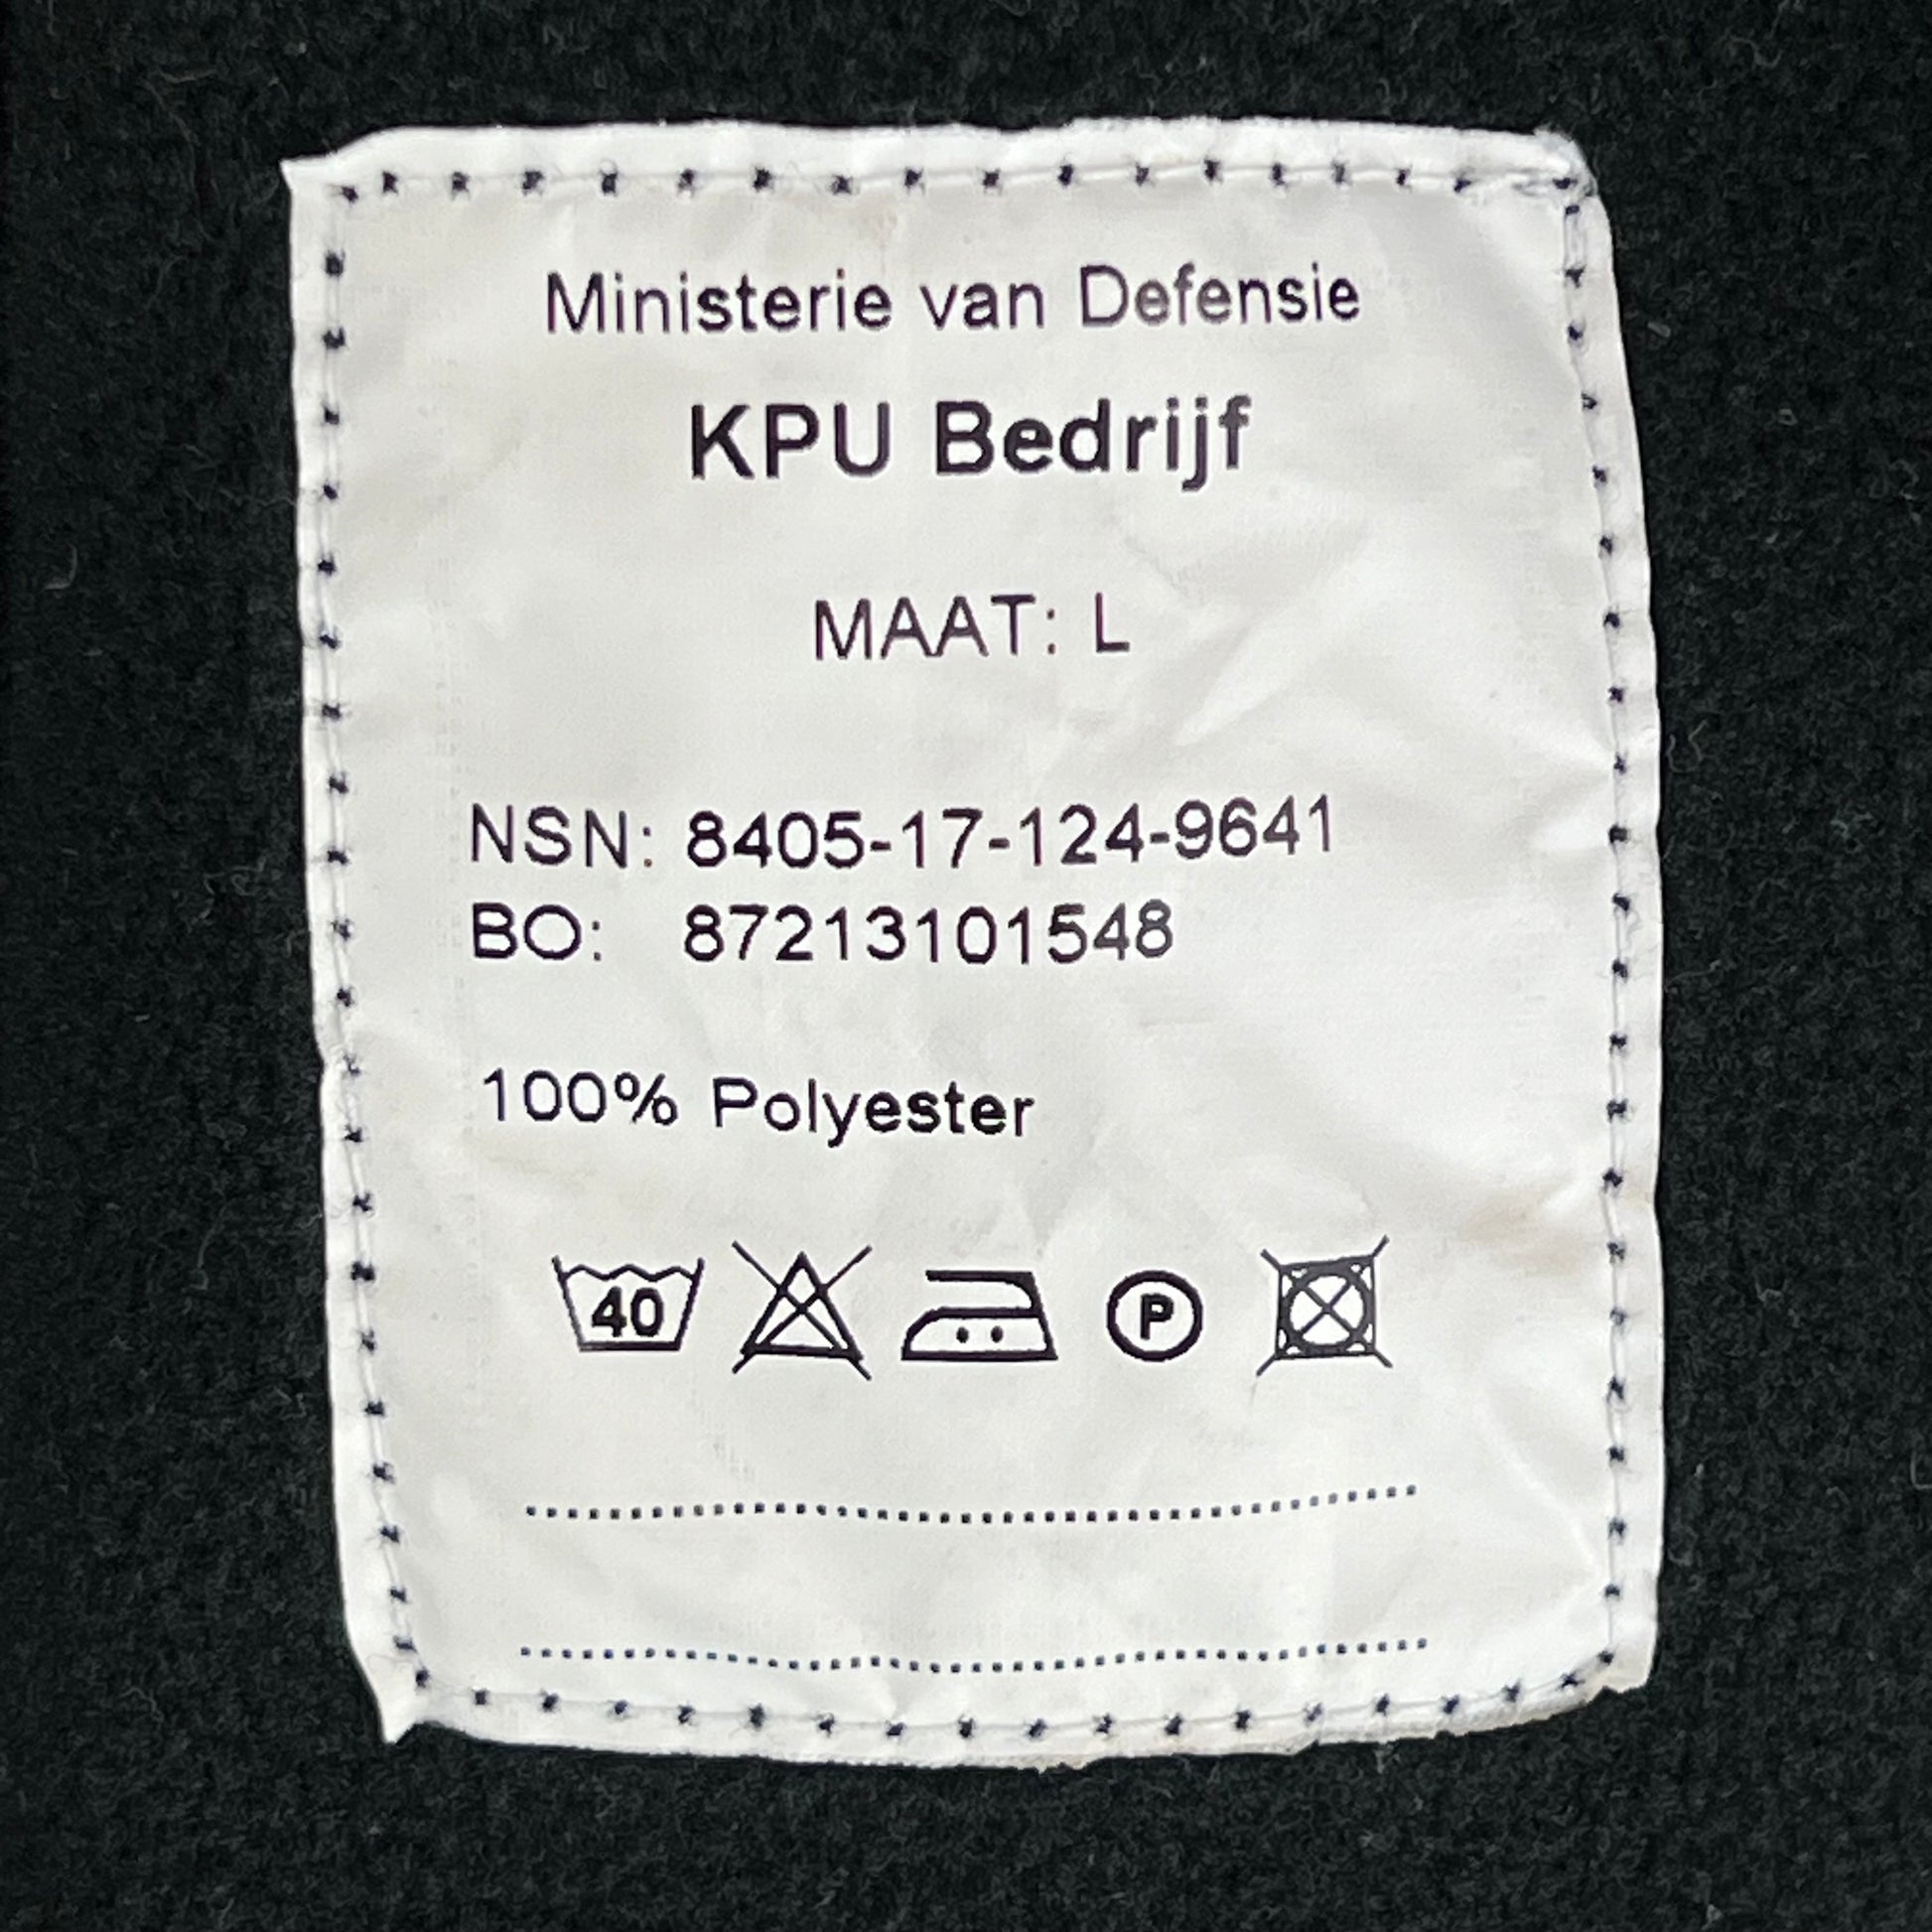 Ministerie van Defensie
KPU Bedrijf
MAAT: L
NSN: 8405-17-124-9641
BO: 87213101548
100% Polyester
40 P